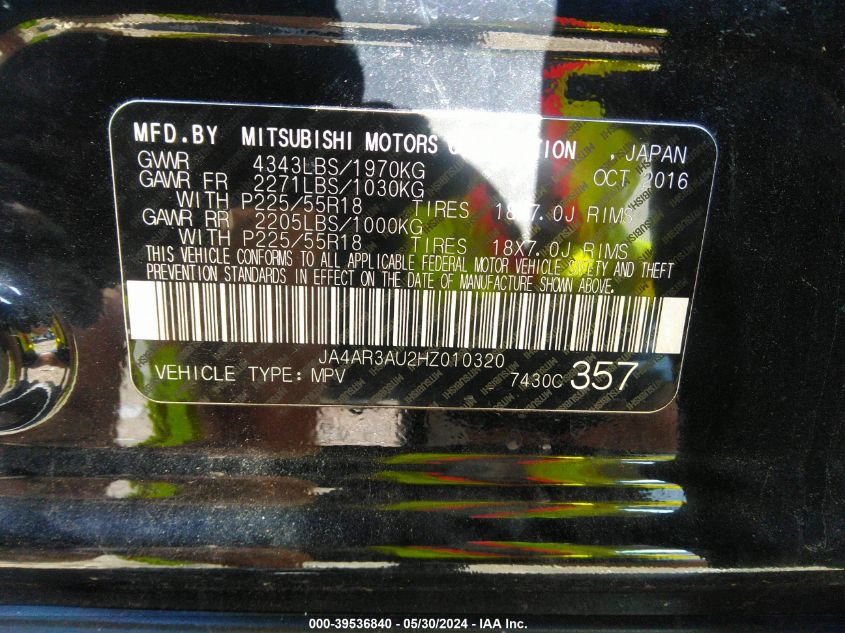 MFD.BY MITSUBISHI MOTORS , JAPAN
GVWR 4343LBS/1970KG OCT 2016
GAWR FR 2271LBS/1030KG
WITH P225/55R18 TIRES 18X7.0J RIMS
GAWR RR 2205LBS/1000KG
WITH P225/55R18 TIRES 18X7.0J RIMS
THIS VEHICLE CONFORMS TO ALL APPLICABLE FEDERAL MOTOR VEHICLE SAFETY AND THEFT
PREVENTION STANDARDS IN EFFECT ON THE DATE OF MANUFACTURE SHOWN ABOVE.
JA4AR3AU2HZ010320
VEHICLE TYPE: MPV 7430C 357
000-39536840 - 05/30/2024 - IAA Inc.